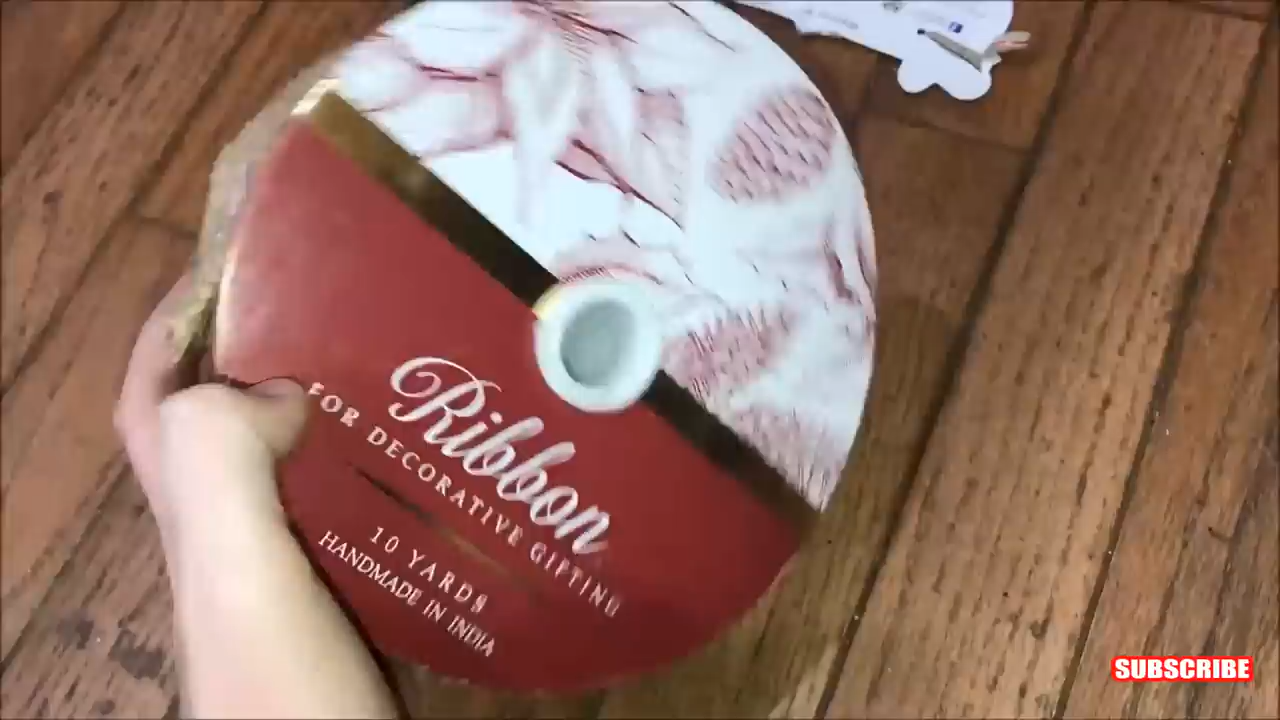 Ribbon
FOR DECORATIVE GIFTING
10 YARDS
HANDMADE IN INDIA
SUBSCRIBE